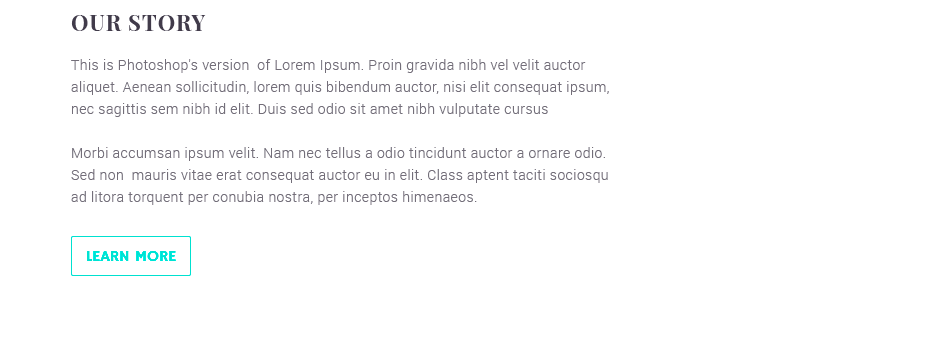 OUR STORY
This is Photoshop's version  of Lorem Ipsum. Proin gravida nibh vel velit auctor
aliquet. Aenean sollicitudin, lorem quis bibendum auctor, nisi elit consequat ipsum,
nec sagittis sem nibh id elit. Duis sed odio sit amet nibh vulputate cursus
Morbi accumsan ipsum velit. Nam nec tellus a odio tincidunt auctor a ornare odio.
Sed non  mauris vitae erat consequat auctor eu in elit. Class aptent taciti sociosqu
ad litora torquent per conubia nostra, per inceptos himenaeos.
LEARN MORE